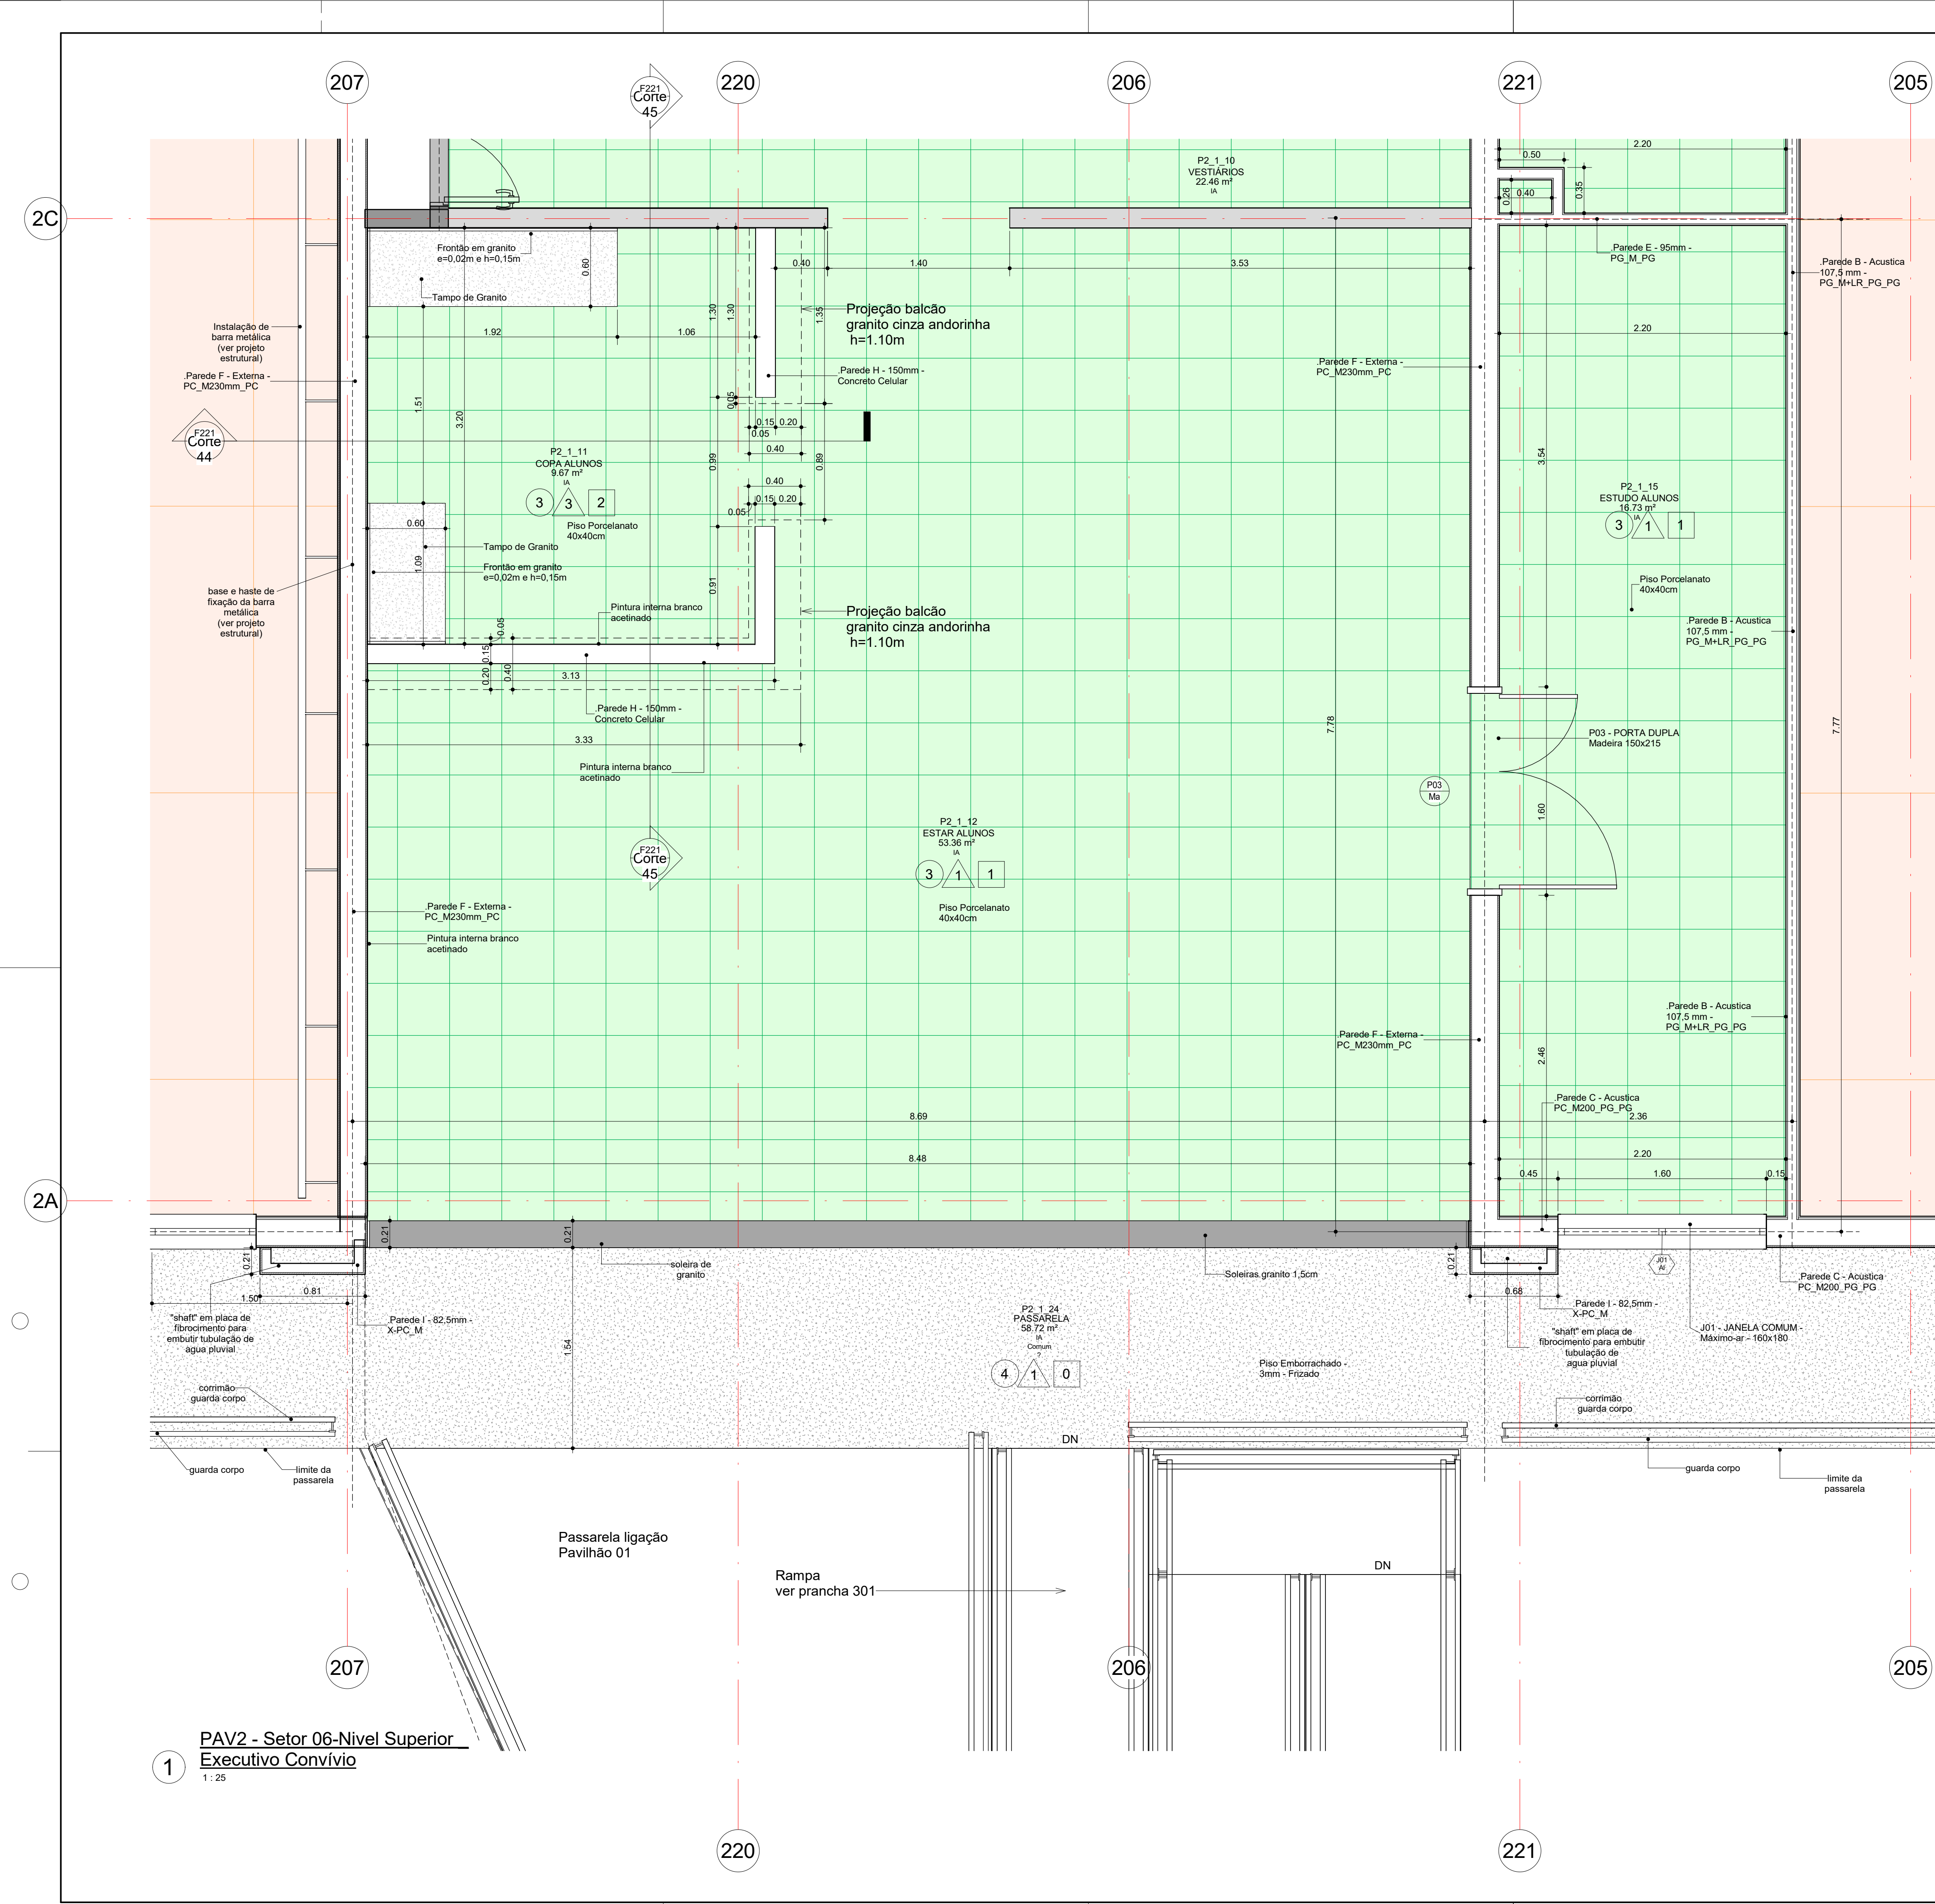 207
220
206
221
205
F221
Corte
45
P2_1_10
VESTIÁRIOS
22.46 m²
IA
2.20
0.50
0.40
0.26
0.35
2C
Frontão em granito
e=0,02m e h=0,15m
0.60
Tampo de Granito
0.40
1.40
3.53
.Parede E - 95mm -
PG_M_PG
.Parede B - Acustica
107,5 mm -
PG_M+LR_PG_PG
Instalação de
barra metálica
(ver projeto
estrutural)
1.92
1.06
1.30
1.30
1.35
Projeção balcão
granito cinza andorinha
h=1.10m
2.20
.Parede F - Externa -
PC_M230mm_PC
.Parede F - Externa -
PC_M230mm_PC
.Parede H - 150mm -
Concreto Celular
1.51
3.20
0.05
0.15
0.20
0.05
0.40
F221
Corte
44
P2_1_11
COPA ALUNOS
9.67 m²
IA
3
3
2
Piso Porcelanato
40x40cm
0.99
0.89
0.40
0.15
0.20
0.05
3.54
P2_1_15
ESTUDO ALUNOS
16.73 m²
IA
3
1
1
0.60
Tampo de Granito
Frontão em granito
e=0,02m e h=0,15m
1.09
0.91
Piso Porcelanato
40x40cm
base e haste de
fixação da barra
metálica
(ver projeto
estrutural)
Pintura interna branco
acetinado
Projeção balcão
granito cinza andorinha
h=1.10m
.Parede B - Acustica
107,5 mm -
PG_M+LR_PG_PG
0.05
0.15
0.20
0.40
3.13
.Parede H - 150mm -
Concreto Celular
3.33
Pintura interna branco
acetinado
7.78
7.77
P03 - PORTA DUPLA
Madeira 150x215
P03
Ma
1.60
P2_1_12
ESTAR ALUNOS
53.36 m²
IA
3
1
1
Piso Porcelanato
40x40cm
F221
Corte
45
.Parede F - Externa -
PC_M230mm_PC
Pintura interna branco
acetinado
.Parede B - Acustica
107,5 mm -
PG_M+LR_PG_PG
.Parede F - Externa -
PC_M230mm_PC
2.46
.Parede C - Acustica
PC_M200_PG_PG
8.69
2.36
8.48
2.20
0.45
1.60
0.15
2A
0.21
0.21
0.21
0.21
soleira de
granito
Soleiras granito 1,5cm
J01
Al
1.50
0.81
0.68
.Parede C - Acustica
PC_M200_PG_PG
"shaft" em placa de
fibrocimento para
embutir tubulação de
agua pluvial
.Parede I - 82,5mm -
X-PC_M
1.54
P2_1_24
PASSARELA
58.72 m²
IA
Comum
?
4
1
0
Piso Emborrachado -
3mm - Frizado
.Parede I - 82,5mm -
X-PC_M
"shaft" em placa de
fibrocimento para embutir
tubulação de
agua pluvial
J01 - JANELA COMUM -
Máximo-ar - 160x180
corrimão
guarda corpo
corrimão
guarda corpo
DN
guarda corpo
limite da
passarela
guarda corpo
limite da
passarela
Passarela ligação
Pavilhão 01
Rampa
ver prancha 301
DN
207
206
205
1
PAV2 - Setor 06-Nivel Superior _
Executivo Convívio
1 : 25
220
221